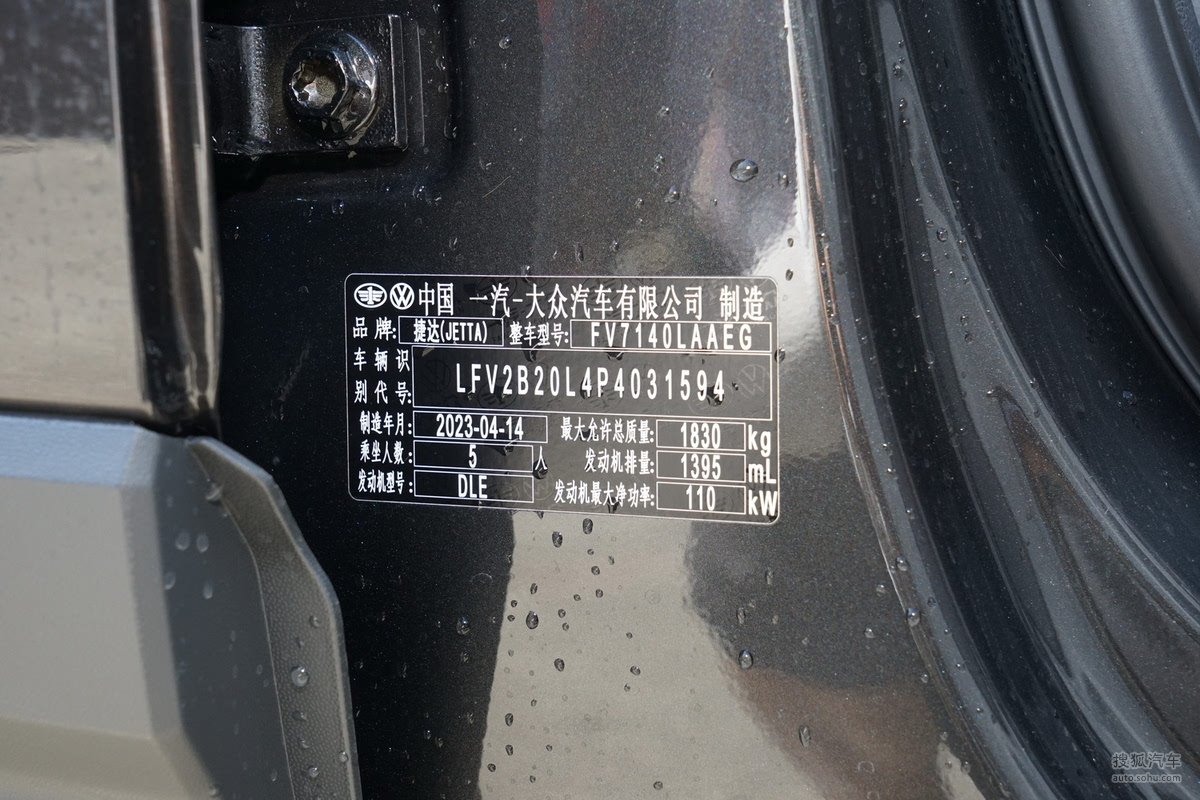 中国 一汽-大众汽车有限公司 制造
品牌: 捷达(JETTA) 整车型号: FV7140LAAEG
车辆识别代号: LFV2B20L4P4031594
制造年月: 2023-04-14 最大允许总质量: 1830 kg
乘坐人数: 5 人 发动机排量: 1395 mL
发动机型号: DLE 发动机最大净功率: 110 kW
搜狐汽车
auto.sohu.com